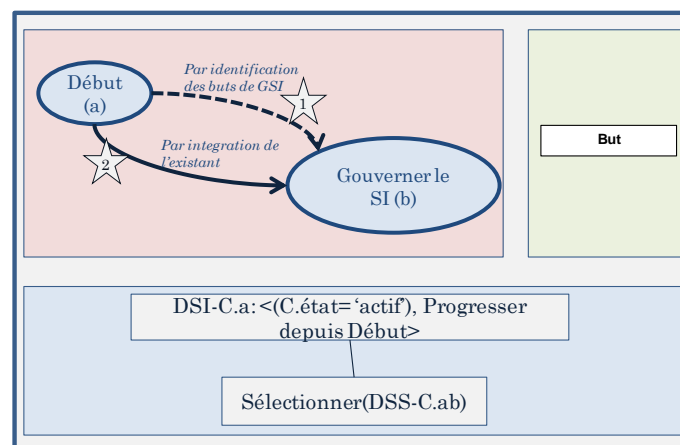 Par identification
des buts de GSI
Début
(a)
1
Par integration de
l'existant
2
Gouverner le
SI (b)
But
DSI-C.a: <(C.état= ‘actif’), Progresser
depuis Début>
Sélectionner(DSS-C.ab)